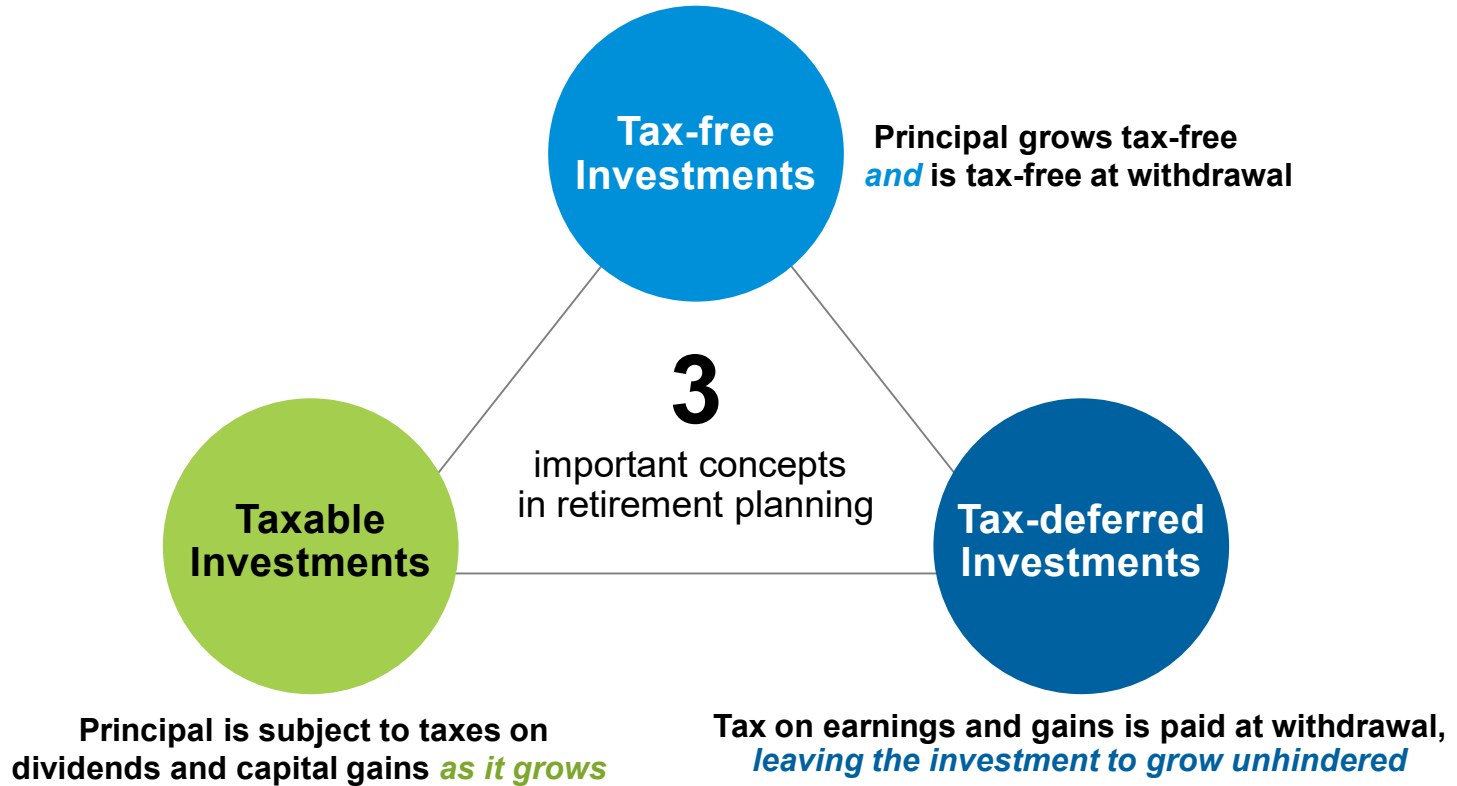 Tax-free
Investments
Principal grows tax-free
and is tax-free at withdrawal
3
important concepts
in retirement planning
Taxable
Investments
Tax-deferred
Investments
Principal is subject to taxes on
dividends and capital gains as it grows
Tax on earnings and gains is paid at withdrawal,
leaving the investment to grow unhindered